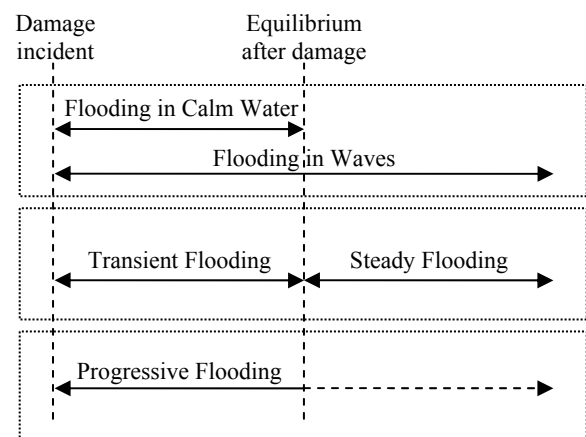 Damage
incident
Equilibrium
after damage
Flooding in Calm Water
Flooding in Waves
Transient Flooding
Steady Flooding
Progressive Flooding